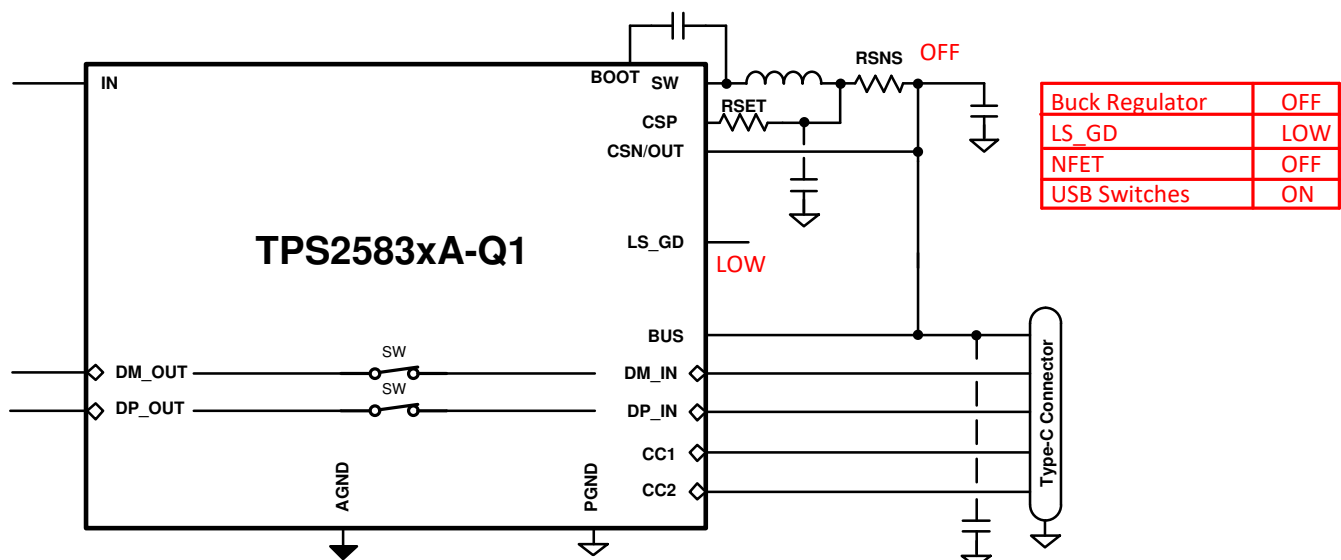 OFF
RSNS
BOOT
SW
IN
RSET
CSP
CSN/OUT
Buck Regulator OFF
LS_GD LOW
NFET OFF
USB Switches ON
TPS2583xA-Q1
LS_GD
LOW
BUS
SW
DM_OUT
DM_IN
SW
DP_OUT
DP_IN
CC1
CC2
AGND
PGND
Type-C Connector